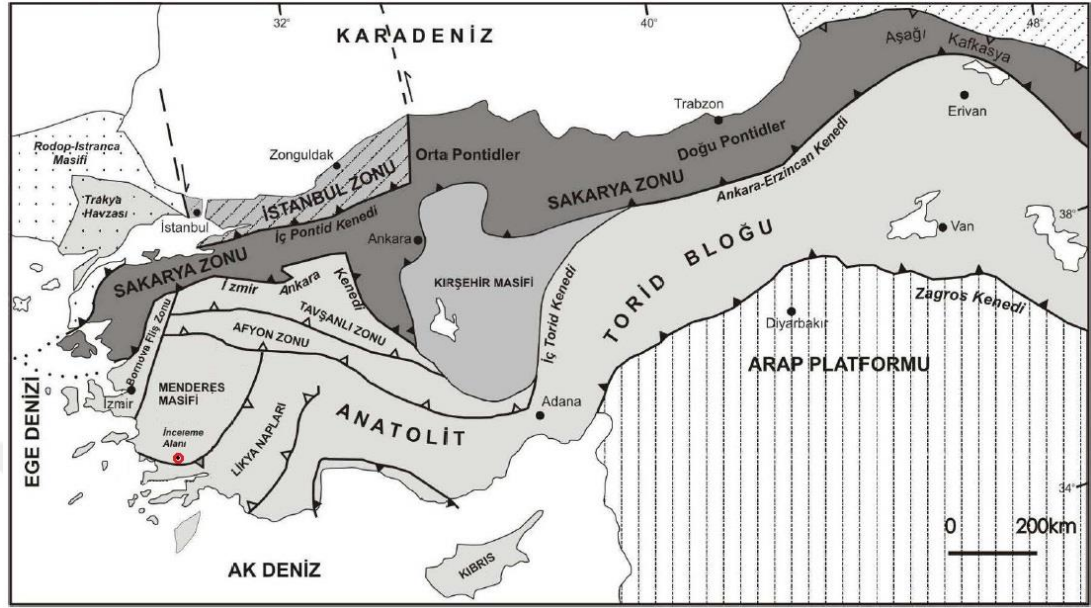 32°
40°
48°
KARADENİZ
Aşağı
Kafkasya
Erivan
Trabzon
Rodop-Istranca
Masifi
Zonguldak
Orta Pontidler
Doğu Pontidler
Trakya
Havzası
İstanbul
İSTANBUL ZONU
İç Pontid Kenedi
SAKARYA ZONU
Ankara-Erzincan Kenedi
38°
Ankara
Van
SAKARYA ZONU
İzmir Ankara Kenedi
KIRŞEHİR MASİFİ
TORİD BLOĞU
Zagros Kenedi
Bornova Fliş Zonu
TAVŞANLI ZONU
AFYON ZONU
İç Torid Kenedi
Diyarbakır
ARAP PLATFORMU
EGE DENİZİ
İzmir
MENDERES
MASİFİ
Adana
ANATOLİT
İnceleme
Alanı
LİKYA NAPLARI
34°
0 200km
AK DENİZ
KIBRIS